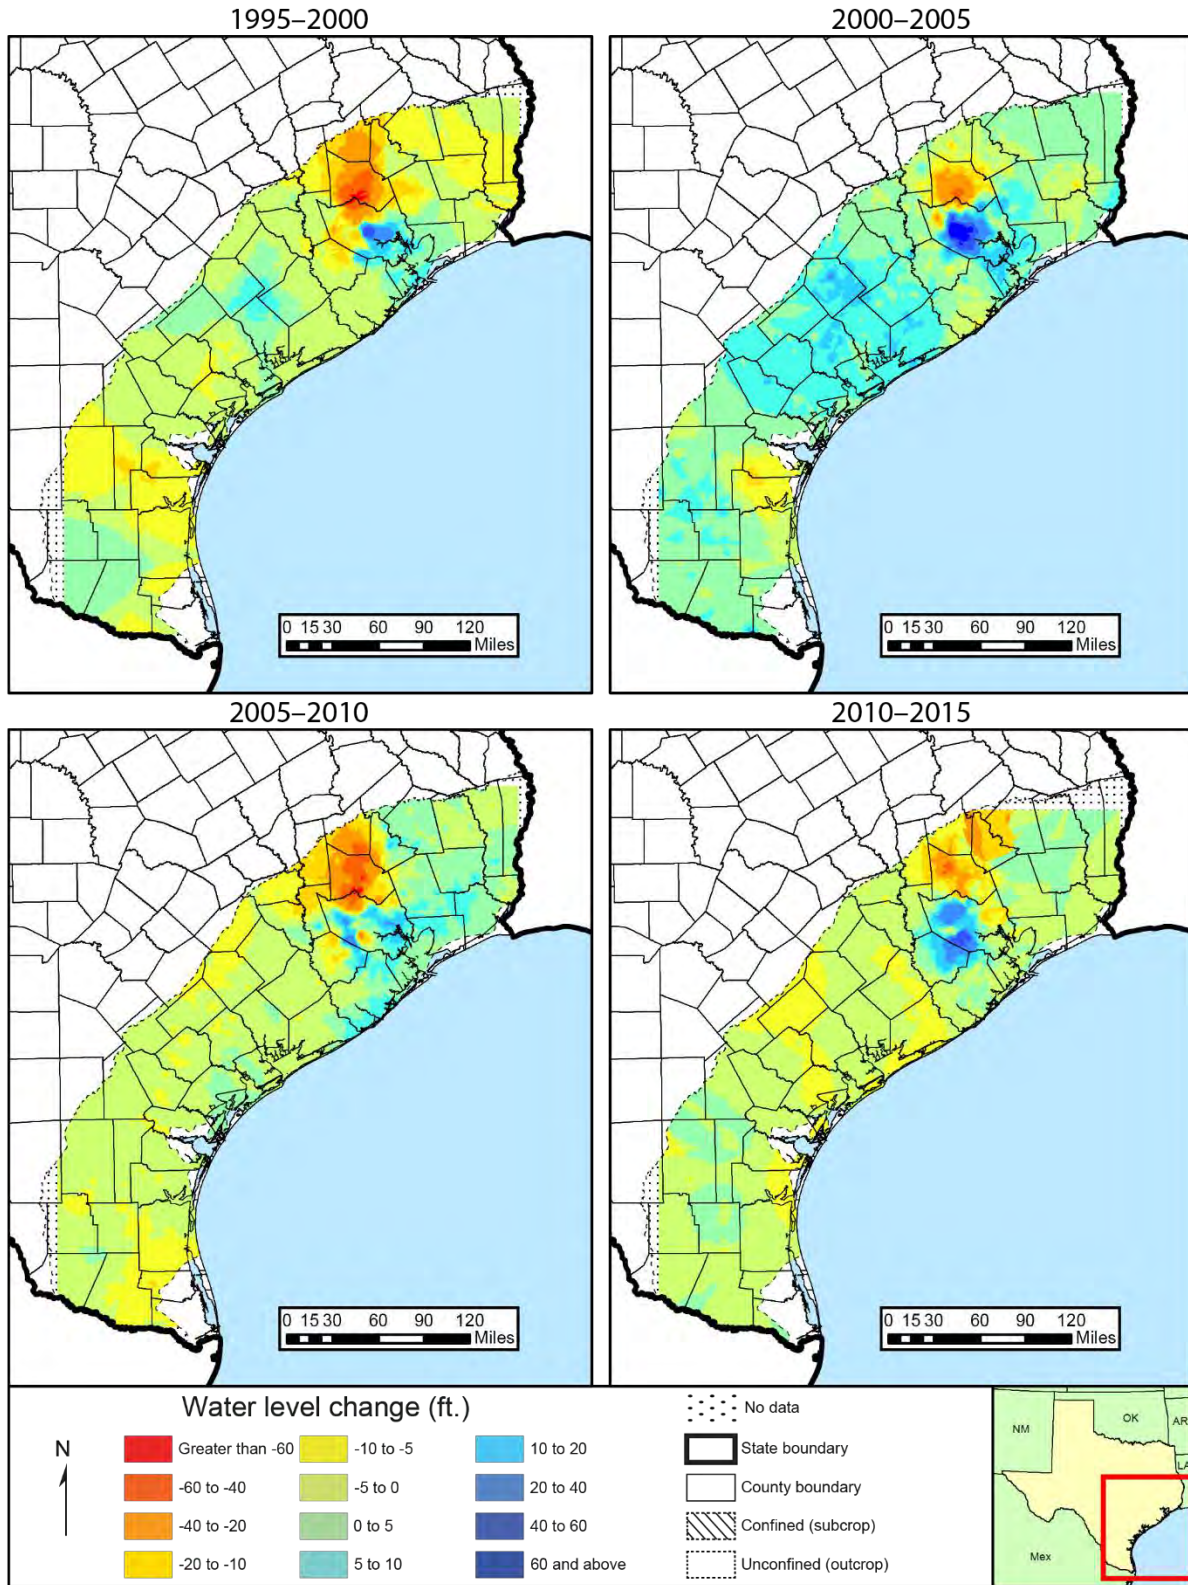 1995–2000
2000–2005
0 15 30 60 90 120
Miles
0 15 30 60 90 120
Miles
2005–2010
2010–2015
0 15 30 60 90 120
Miles
0 15 30 60 90 120
Miles
Water level change (ft.)
N
Greater than -60
-60 to -40
-40 to -20
-20 to -10
-10 to -5
-5 to 0
0 to 5
5 to 10
10 to 20
20 to 40
40 to 60
60 and above
No data
State boundary
County boundary
Confined (subcrop)
Unconfined (outcrop)
NM
OK
AR
LA
Mex